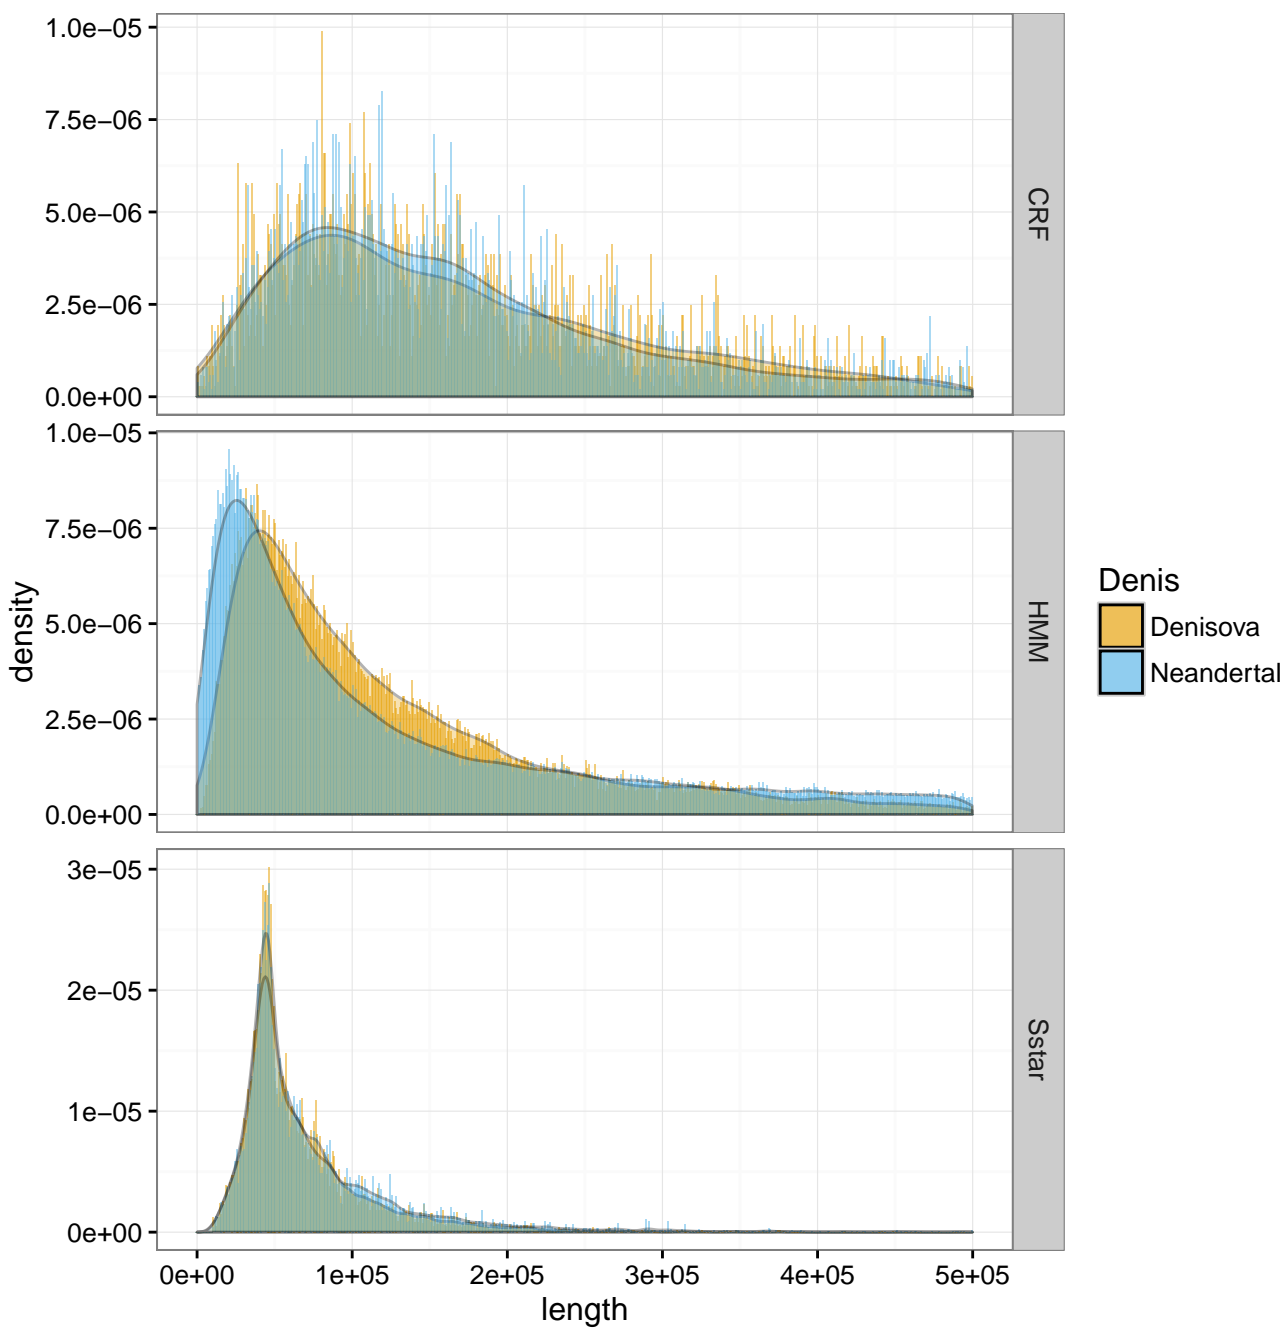 1.0e−05
7.5e−06
5.0e−06
2.5e−06
0.0e+00
CRF
1.0e−05
7.5e−06
5.0e−06
2.5e−06
0.0e+00
HMM
density
3e−05
2e−05
1e−05
0e+00
Sstar
0e+00 1e+05 2e+05 3e+05 4e+05 5e+05
length
Denis
Denisova
Neandertal